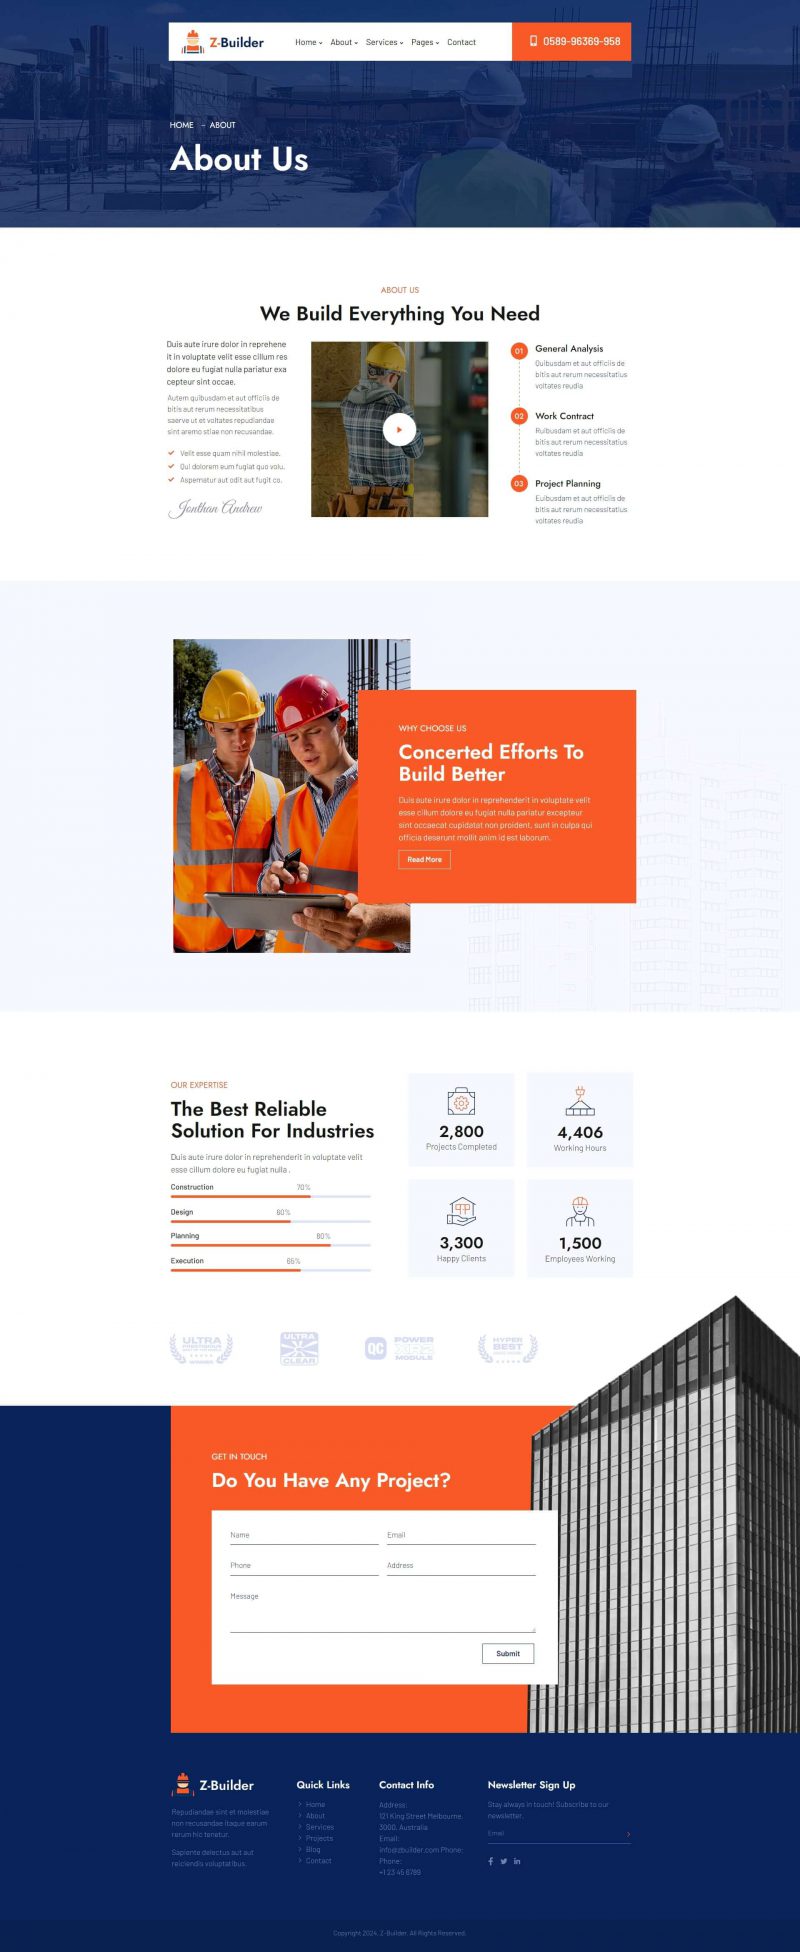 Z-Builder
Home
About
Services
Pages
Contact
0589-96369-958
HOME – ABOUT
About Us
ABOUT US
We Build Everything You Need
Duis aute irure dolor in reprehene
it in voluptate velit esse cillum res
dolore eu fugiat nulla pariatur exa
cepteur sint occae.
Autem quibusdam et aut officiis de
bitis aut rerum necessitatibus
saerve ut et voltates repudiandae
sint aremo stiae non recusandae.
Velit esse quam nihil molestiae.
Qui dolorem eum fugiat quo volu.
Aspernatur aut odit aut fugit co.
Jonthan Andrew
01
General Analysis
Quibusdam et aut officiis de
bitis aut rerum necessitatius
voltates reudia
02
Work Contract
Ruibusdam et aut officiis de
bitis aut rerum necessitatius
voltates reudia
03
Project Planning
Euibusdam et aut officiis de
bitis aut rerum necessitatius
voltates reudia
WHY CHOOSE US
Concerted Efforts To
Build Better
Duis aute irure dolor in reprehenderit in voluptate velit
esse cillum dolore eu fugiat nulla pariatur excepteur
sint occaecat cupidatat non proident, sunt in culpa qui
officia deserunt mollit anim id est laborum.
Read More
OUR EXPERTISE
The Best Reliable
Solution For Industries
Duis aute irure dolor in reprehenderit in voluptate velit
esse cillum dolore eu fugiat nulla .
Construction 70%
Design 60%
Planning 80%
Execution 65%
2,800
Projects Completed
4,406
Working Hours
3,300
Happy Clients
1,500
Employees Working
ULTRA
PRESTIGIOUS
WINNER
ULTRA
CLEAR
QC
POWER
XR2
MODULE
HYPER
BEST
GET IN TOUCH
Do You Have Any Project?
Name
Email
Phone
Address
Message
Submit
Z-Builder
Repudiandae sint et molestiae
non recusandae itaque earum
rerum hic tenetur.
Sapiente delectus aut aut
reiciendis voluptatibus.
Quick Links
Home
About
Services
Projects
Blog
Contact
Contact Info
Address:
121 King Street Melbourne,
3000, Australia
Email:
info@zbuilder.com Phone:
Phone:
+1 23 45 6789
Newsletter Sign Up
Stay always in touch! Subscribe to our
newsletter.
Email
Copyright 2024. Z-Builder. All Rights Reserved.